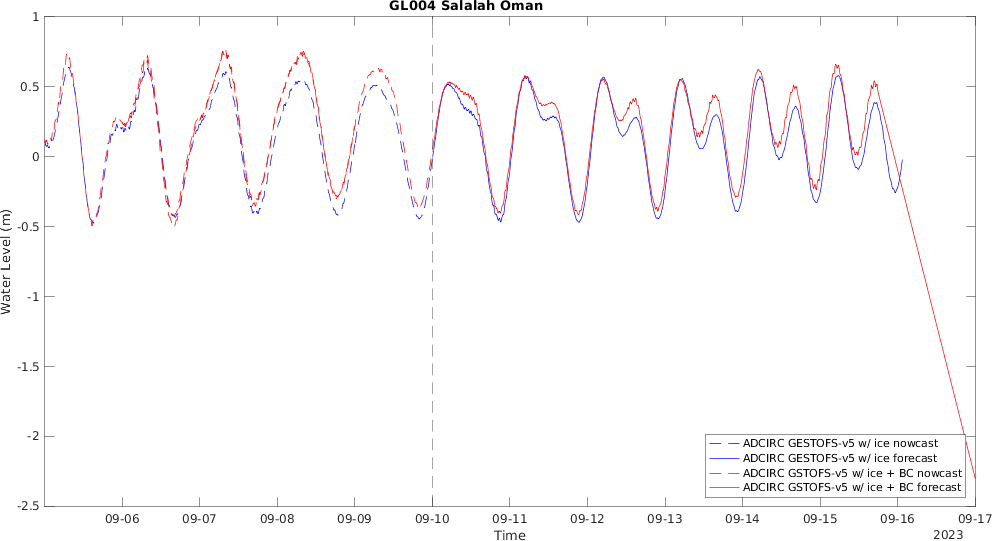 GL004 Salalah Oman
1
0.5
0
-0.5
-1
-1.5
-2
-2.5
Water Level (m)
ADCIRC GESTOFS-v5 w/ ice nowcast
ADCIRC GESTOFS-v5 w/ ice forecast
ADCIRC GSTOFS-v5 w/ ice + BC nowcast
ADCIRC GSTOFS-v5 w/ ice + BC forecast
09-06 09-07 09-08 09-09 09-10 09-11 09-12 09-13 09-14 09-15 09-16 09-17
Time
2023